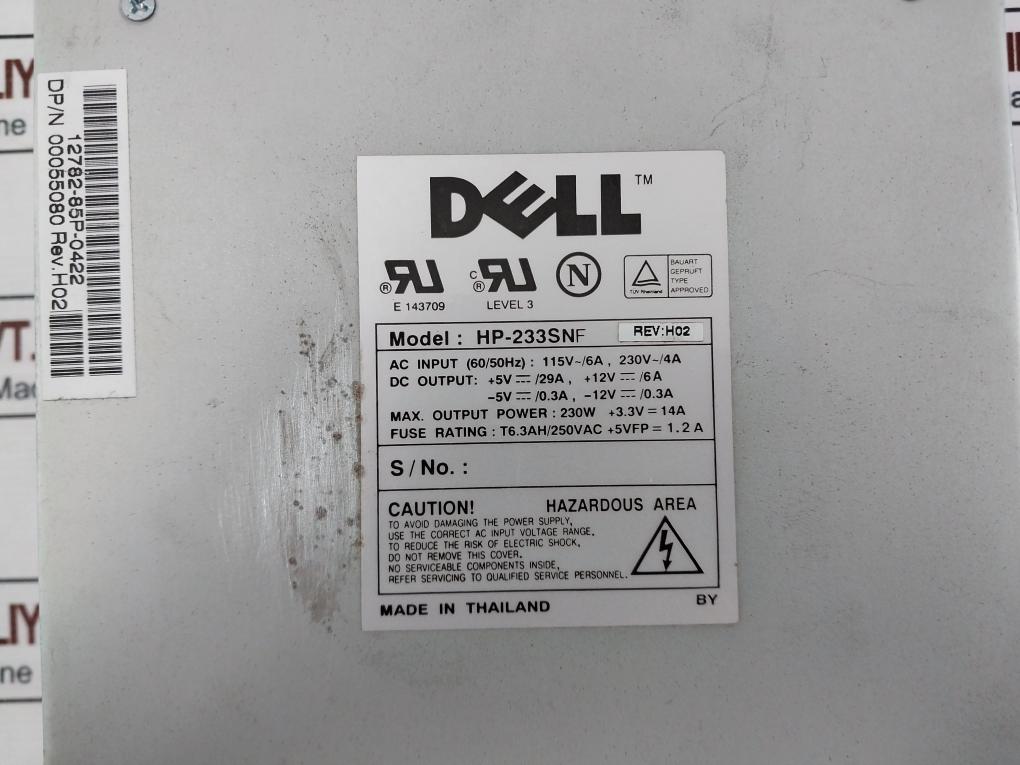 12782-85P-0422
DP/N 00055080 Rev.H02
DELL™
E 143709
c RU ® LEVEL 3
N
TÜV Rheinland
BAUART
GEPRUFT
TYPE
APPROVED
Model : HP-233SNF REV:H02
AC INPUT (60/50Hz) : 115V~/6A , 230V~/4A
DC OUTPUT: +5V ⎓ /29A , +12V ⎓ /6A
-5V ⎓ /0.3A , -12V ⎓ /0.3A
MAX. OUTPUT POWER : 230W +3.3V = 14A
FUSE RATING : T6.3AH/250VAC +5VFP = 1.2 A
S / No. :
CAUTION! HAZARDOUS AREA
TO AVOID DAMAGING THE POWER SUPPLY,
USE THE CORRECT AC INPUT VOLTAGE RANGE.
TO REDUCE THE RISK OF ELECTRIC SHOCK,
DO NOT REMOVE THIS COVER.
NO SERVICEABLE COMPONENTS INSIDE,
REFER SERVICING TO QUALIFIED SERVICE PERSONNEL.
MADE IN THAILAND BY